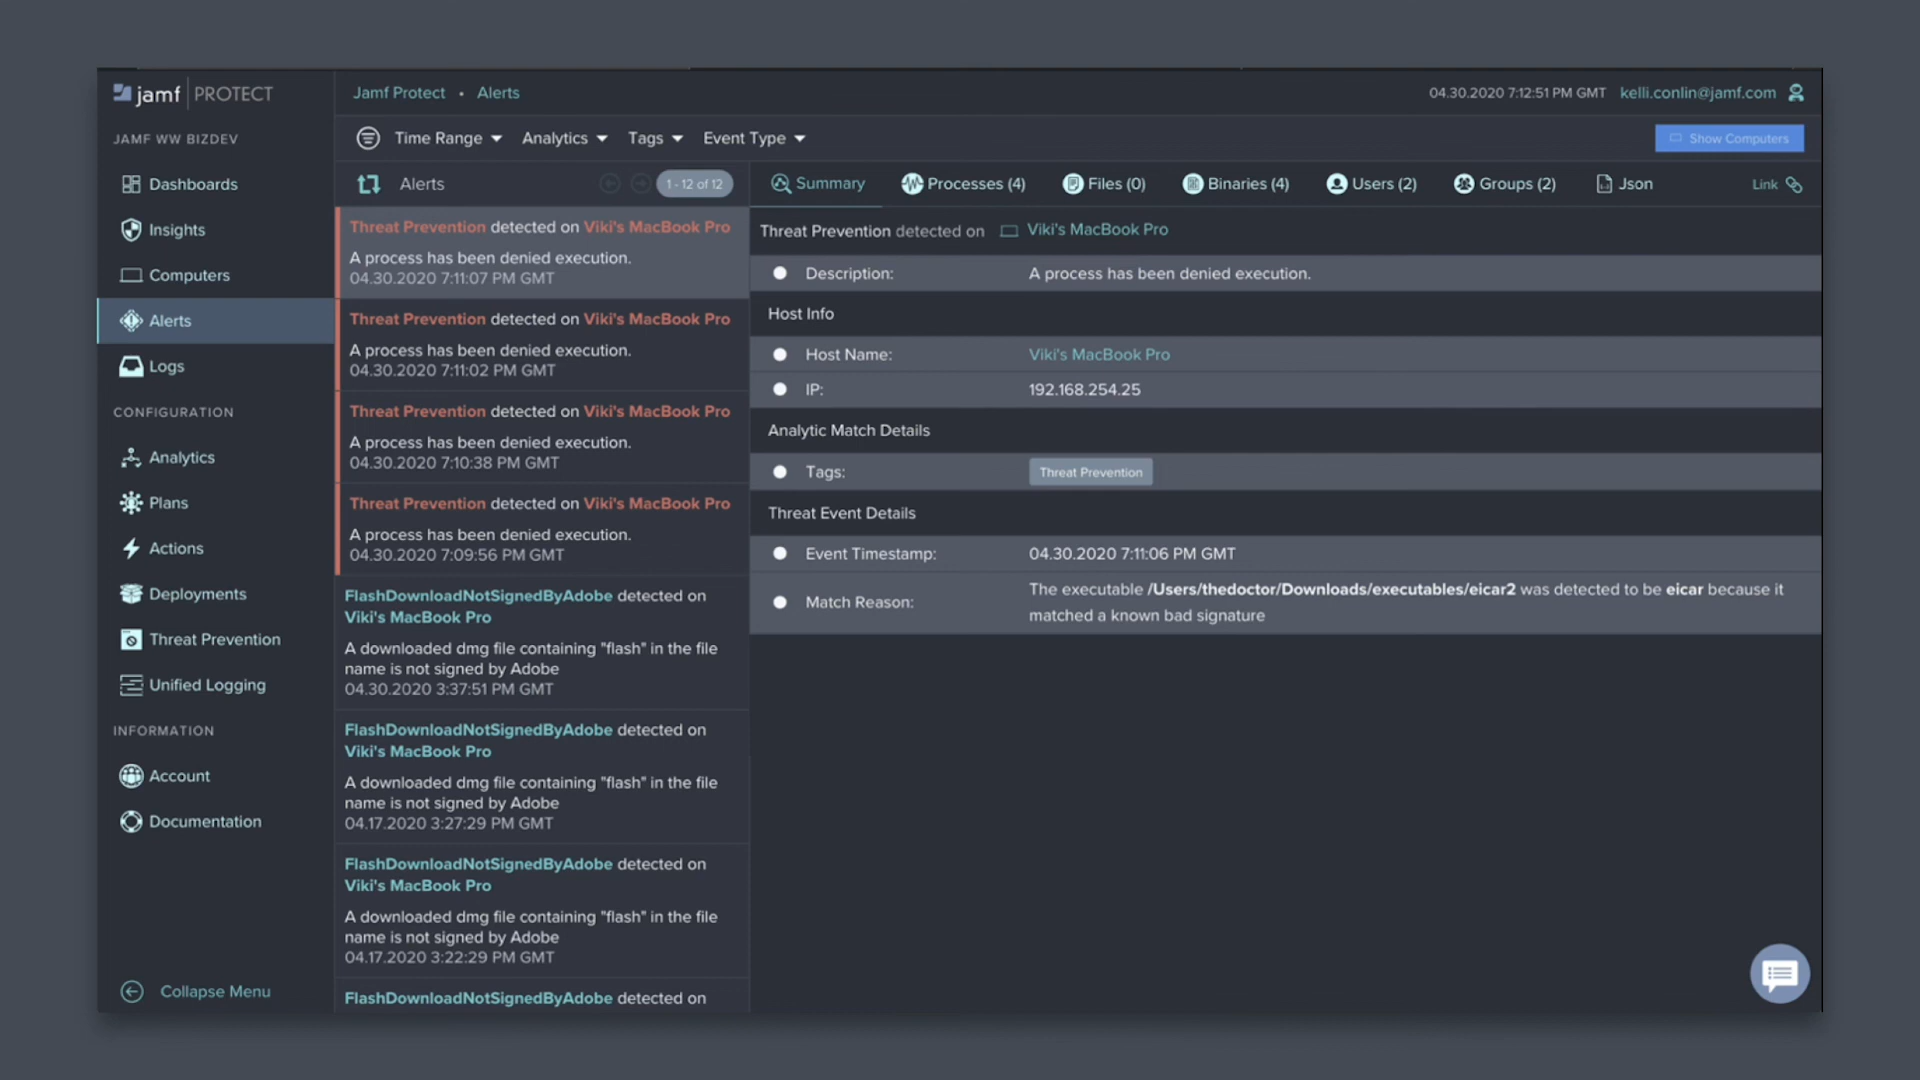 jamf PROTECT
Jamf Protect • Alerts
04.30.2020 7:12:51 PM GMT kelli.conlin@jamf.com
JAMF WW BIZDEV
Time Range Analytics Tags Event Type
Show Computers
Dashboards
Insights
Computers
Alerts
Logs
CONFIGURATION
Analytics
Plans
Actions
Deployments
Threat Prevention
Unified Logging
INFORMATION
Account
Documentation
Collapse Menu
Alerts 1 - 12 of 12
Threat Prevention detected on Viki's MacBook Pro
A process has been denied execution.
04.30.2020 7:11:07 PM GMT
Threat Prevention detected on Viki's MacBook Pro
A process has been denied execution.
04.30.2020 7:11:02 PM GMT
Threat Prevention detected on Viki's MacBook Pro
A process has been denied execution.
04.30.2020 7:10:38 PM GMT
Threat Prevention detected on Viki's MacBook Pro
A process has been denied execution.
04.30.2020 7:09:56 PM GMT
FlashDownloadNotSignedByAdobe detected on
Viki's MacBook Pro
A downloaded dmg file containing "flash" in the file
name is not signed by Adobe
04.30.2020 3:37:51 PM GMT
FlashDownloadNotSignedByAdobe detected on
Viki's MacBook Pro
A downloaded dmg file containing "flash" in the file
name is not signed by Adobe
04.17.2020 3:27:29 PM GMT
FlashDownloadNotSignedByAdobe detected on
Viki's MacBook Pro
A downloaded dmg file containing "flash" in the file
name is not signed by Adobe
04.17.2020 3:22:29 PM GMT
FlashDownloadNotSignedByAdobe detected on
Summary Processes (4) Files (0) Binaries (4) Users (2) Groups (2) Json Link
Threat Prevention detected on Viki's MacBook Pro
Description: A process has been denied execution.
Host Info
Host Name: Viki's MacBook Pro
IP: 192.168.254.25
Analytic Match Details
Tags: Threat Prevention
Threat Event Details
Event Timestamp: 04.30.2020 7:11:06 PM GMT
Match Reason: The executable /Users/thedoctor/Downloads/executables/eicar2 was detected to be eicar because it
matched a known bad signature